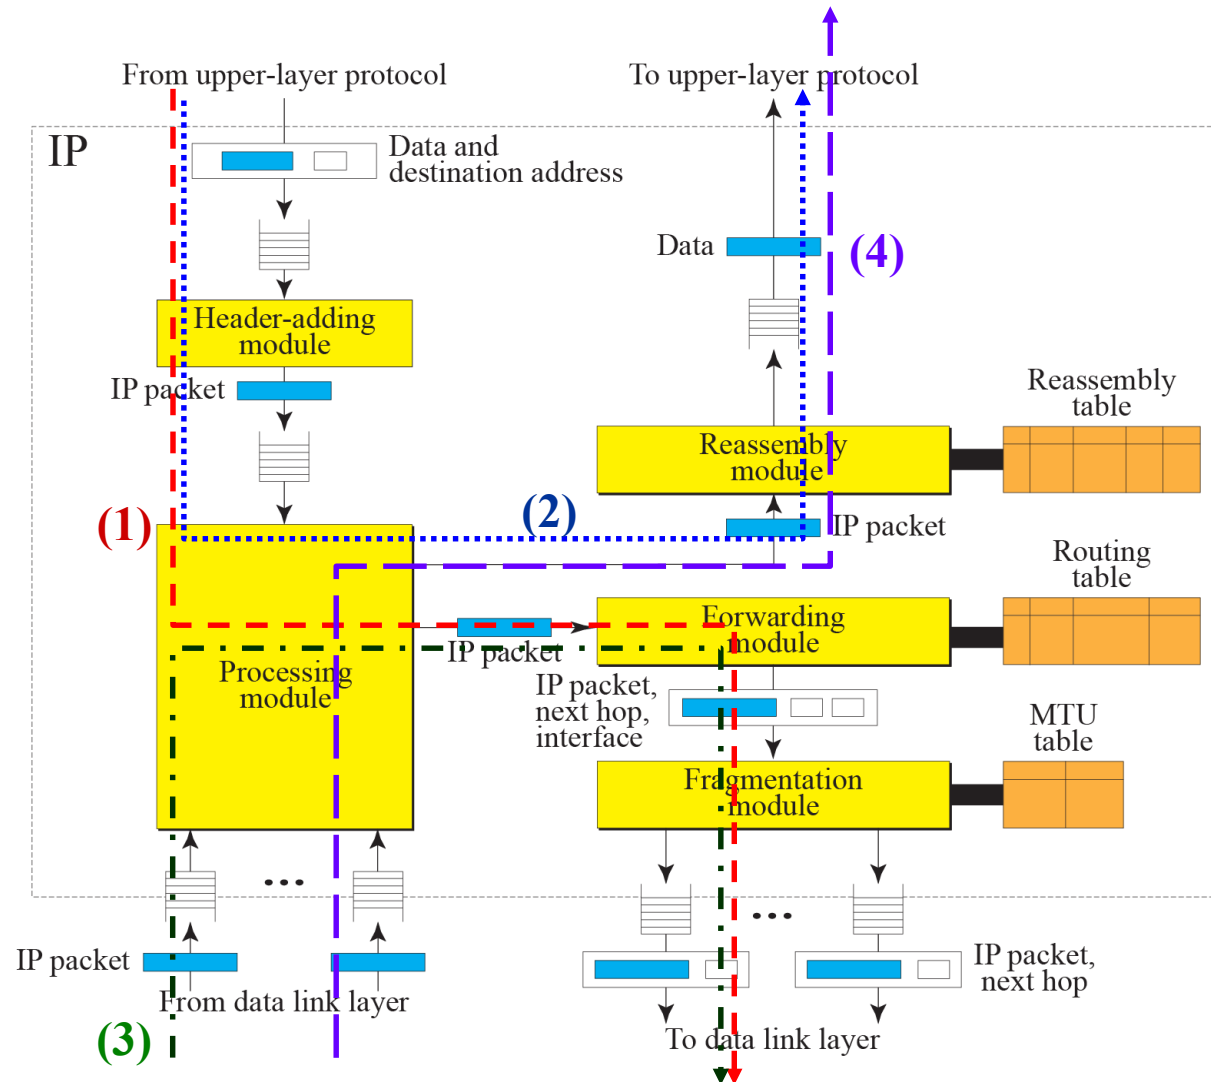 From upper-layer protocol
To upper-layer protocol
IP
Data and
destination address
Data
(4)
Header-adding
module
IP packet
Reassembly
table
Reassembly
module
(1)
(2)
IP packet
Routing
table
Forwarding
module
IP packet
Processing
module
IP packet,
next hop,
interface
MTU
table
Fragmentation
module
...
...
IP packet
From data link layer
IP packet,
next hop
(3)
To data link layer